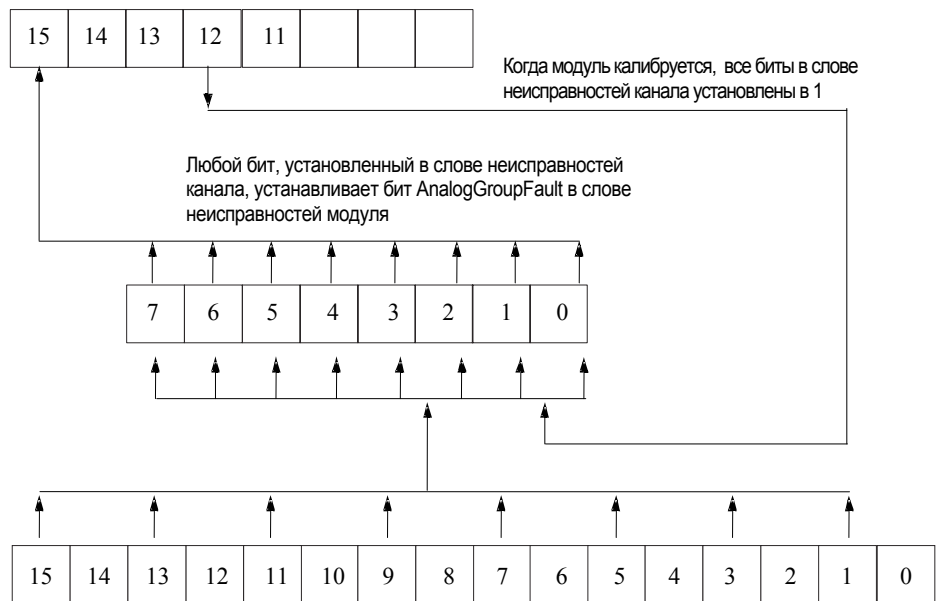 15 14 13 12 11
Когда модуль калибруется, все биты в слове
неисправностей канала установлены в 1
Любой бит, установленный в слове неисправностей
канала, устанавливает бит AnalogGroupFault в слове
неисправностей модуля
7 6 5 4 3 2 1 0
15 14 13 12 11 10 9 8 7 6 5 4 3 2 1 0